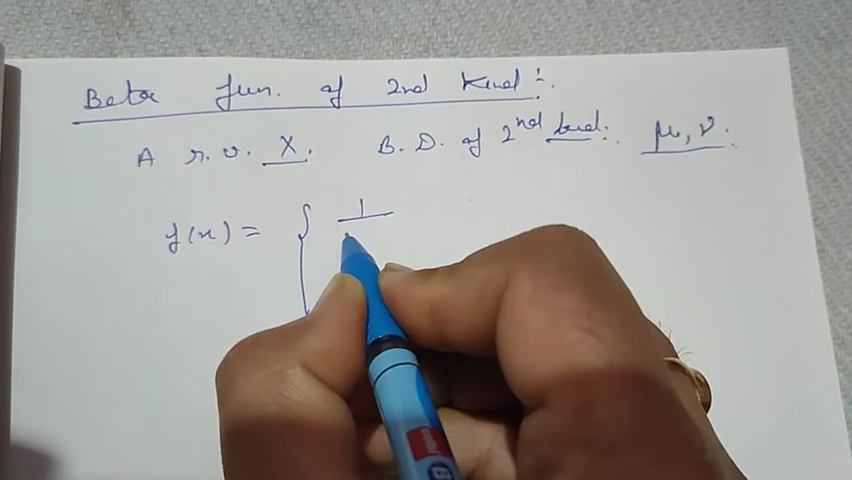 Beta fun. of 2nd Kind :-
A r.v. X. B.D. of 2nd kind. μ, ν.
f(x) = { 1